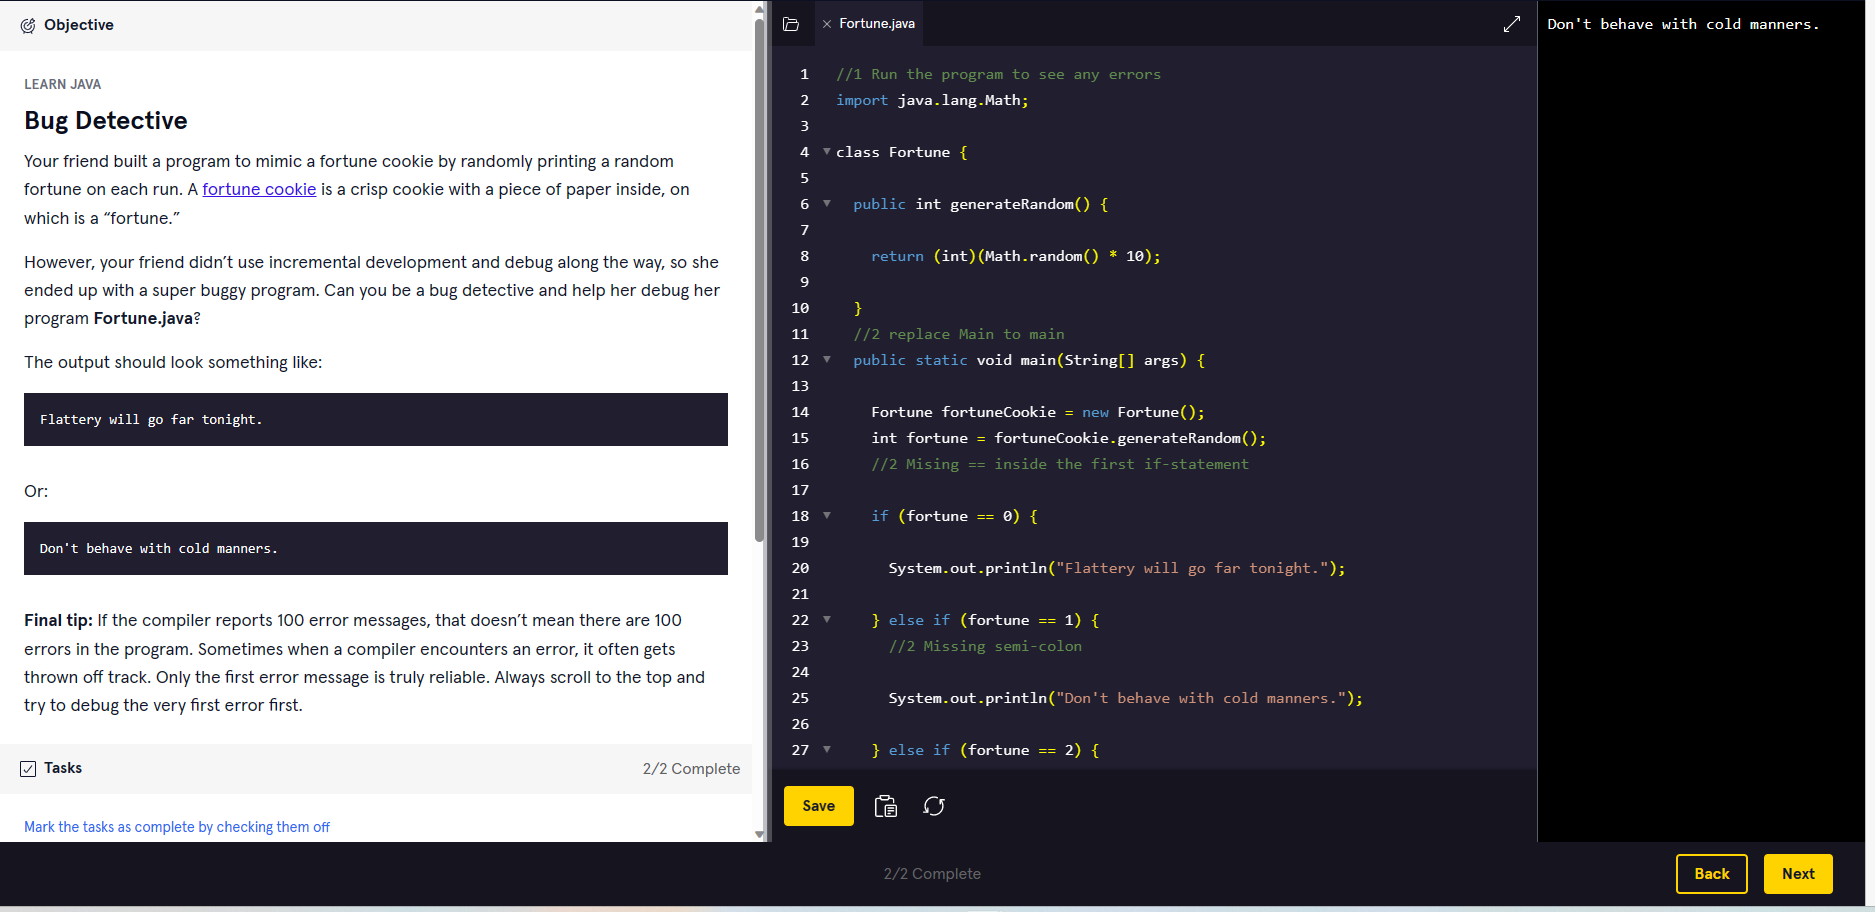 Objective
LEARN JAVA
Bug Detective
Your friend built a program to mimic a fortune cookie by randomly printing a random
fortune on each run. A fortune cookie is a crisp cookie with a piece of paper inside, on
which is a “fortune.”
However, your friend didn’t use incremental development and debug along the way, so she
ended up with a super buggy program. Can you be a bug detective and help her debug her
program Fortune.java?
The output should look something like:
Flattery will go far tonight.
Or:
Don't behave with cold manners.
Final tip: If the compiler reports 100 error messages, that doesn’t mean there are 100
errors in the program. Sometimes when a compiler encounters an error, it often gets
thrown off track. Only the first error message is truly reliable. Always scroll to the top and
try to debug the very first error first.
Tasks
2/2 Complete
Mark the tasks as complete by checking them off
Fortune.java
1 //1 Run the program to see any errors
2 import java.lang.Math;
3
4 class Fortune {
5
6 public int generateRandom() {
7
8 return (int)(Math.random() * 10);
9
10 }
11 //2 replace Main to main
12 public static void main(String[] args) {
13
14 Fortune fortuneCookie = new Fortune();
15 int fortune = fortuneCookie.generateRandom();
16 //2 Mising == inside the first if-statement
17
18 if (fortune == 0) {
19
20 System.out.println("Flattery will go far tonight.");
21
22 } else if (fortune == 1) {
23 //2 Missing semi-colon
24
25 System.out.println("Don't behave with cold manners.");
26
27 } else if (fortune == 2) {
Save
Don't behave with cold manners.
2/2 Complete
Back
Next